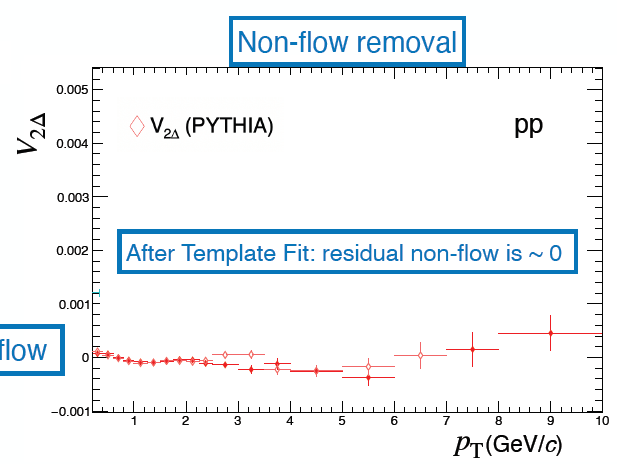 Non-flow removal
V2Δ
0.005
V2Δ (PYTHIA)
pp
0.004
0.003
0.002
After Template Fit: residual non-flow is ~ 0
0.001
flow
0
−0.001
1 2 3 4 5 6 7 8 9 10
pT(GeV/c)